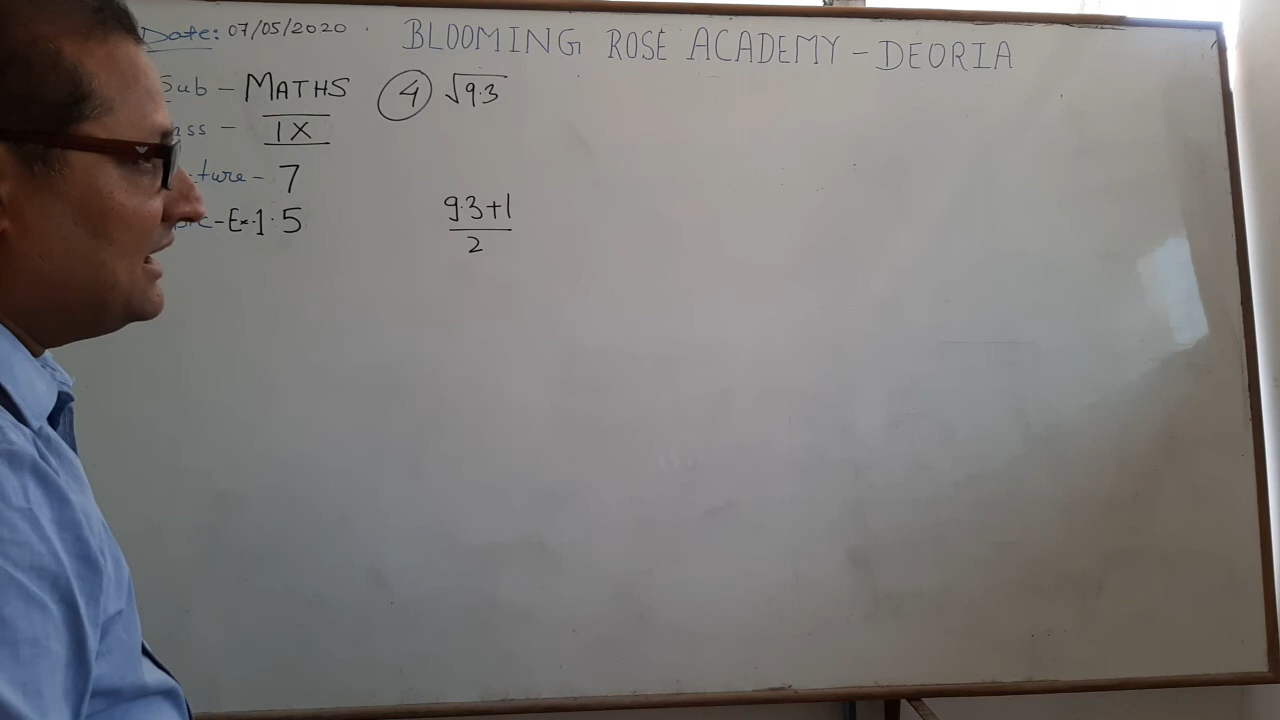 Date: 07/05/2020 .
BLOOMING ROSE ACADEMY - DEORIA
Sub - MATHS
④ √9.3
- IX
- 7
- Ex-1.5
9.3+1
2